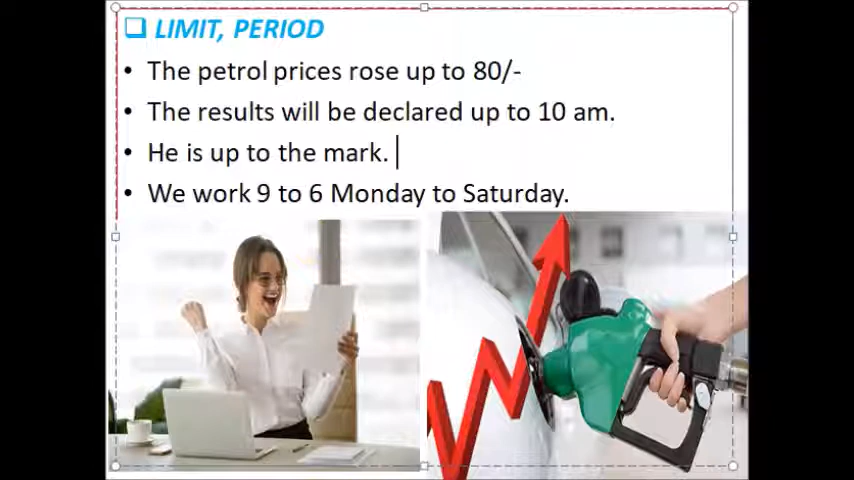 LIMIT, PERIOD
The petrol prices rose up to 80/-
The results will be declared up to 10 am.
He is up to the mark.
We work 9 to 6 Monday to Saturday.